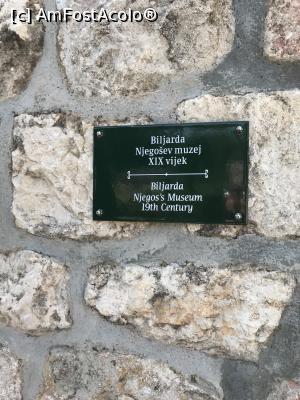 [c] AmFostAcolo®
Biljarda
Njegošev muzej
XIX vijek
Biljarda
Njegos's Museum
19th Century